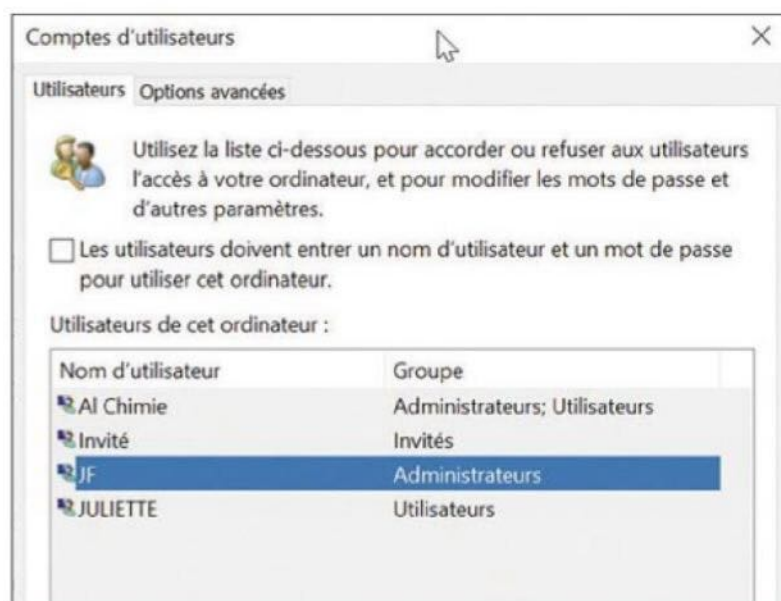 Comptes d'utilisateurs
Utilisateurs Options avancées
Utilisez la liste ci-dessous pour accorder ou refuser aux utilisateurs
l'accès à votre ordinateur, et pour modifier les mots de passe et
d'autres paramètres.
Les utilisateurs doivent entrer un nom d'utilisateur et un mot de passe
pour utiliser cet ordinateur.
Utilisateurs de cet ordinateur :
Nom d'utilisateur Groupe
Al Chimie Administrateurs; Utilisateurs
Invité Invités
JF Administrateurs
JULIETTE Utilisateurs